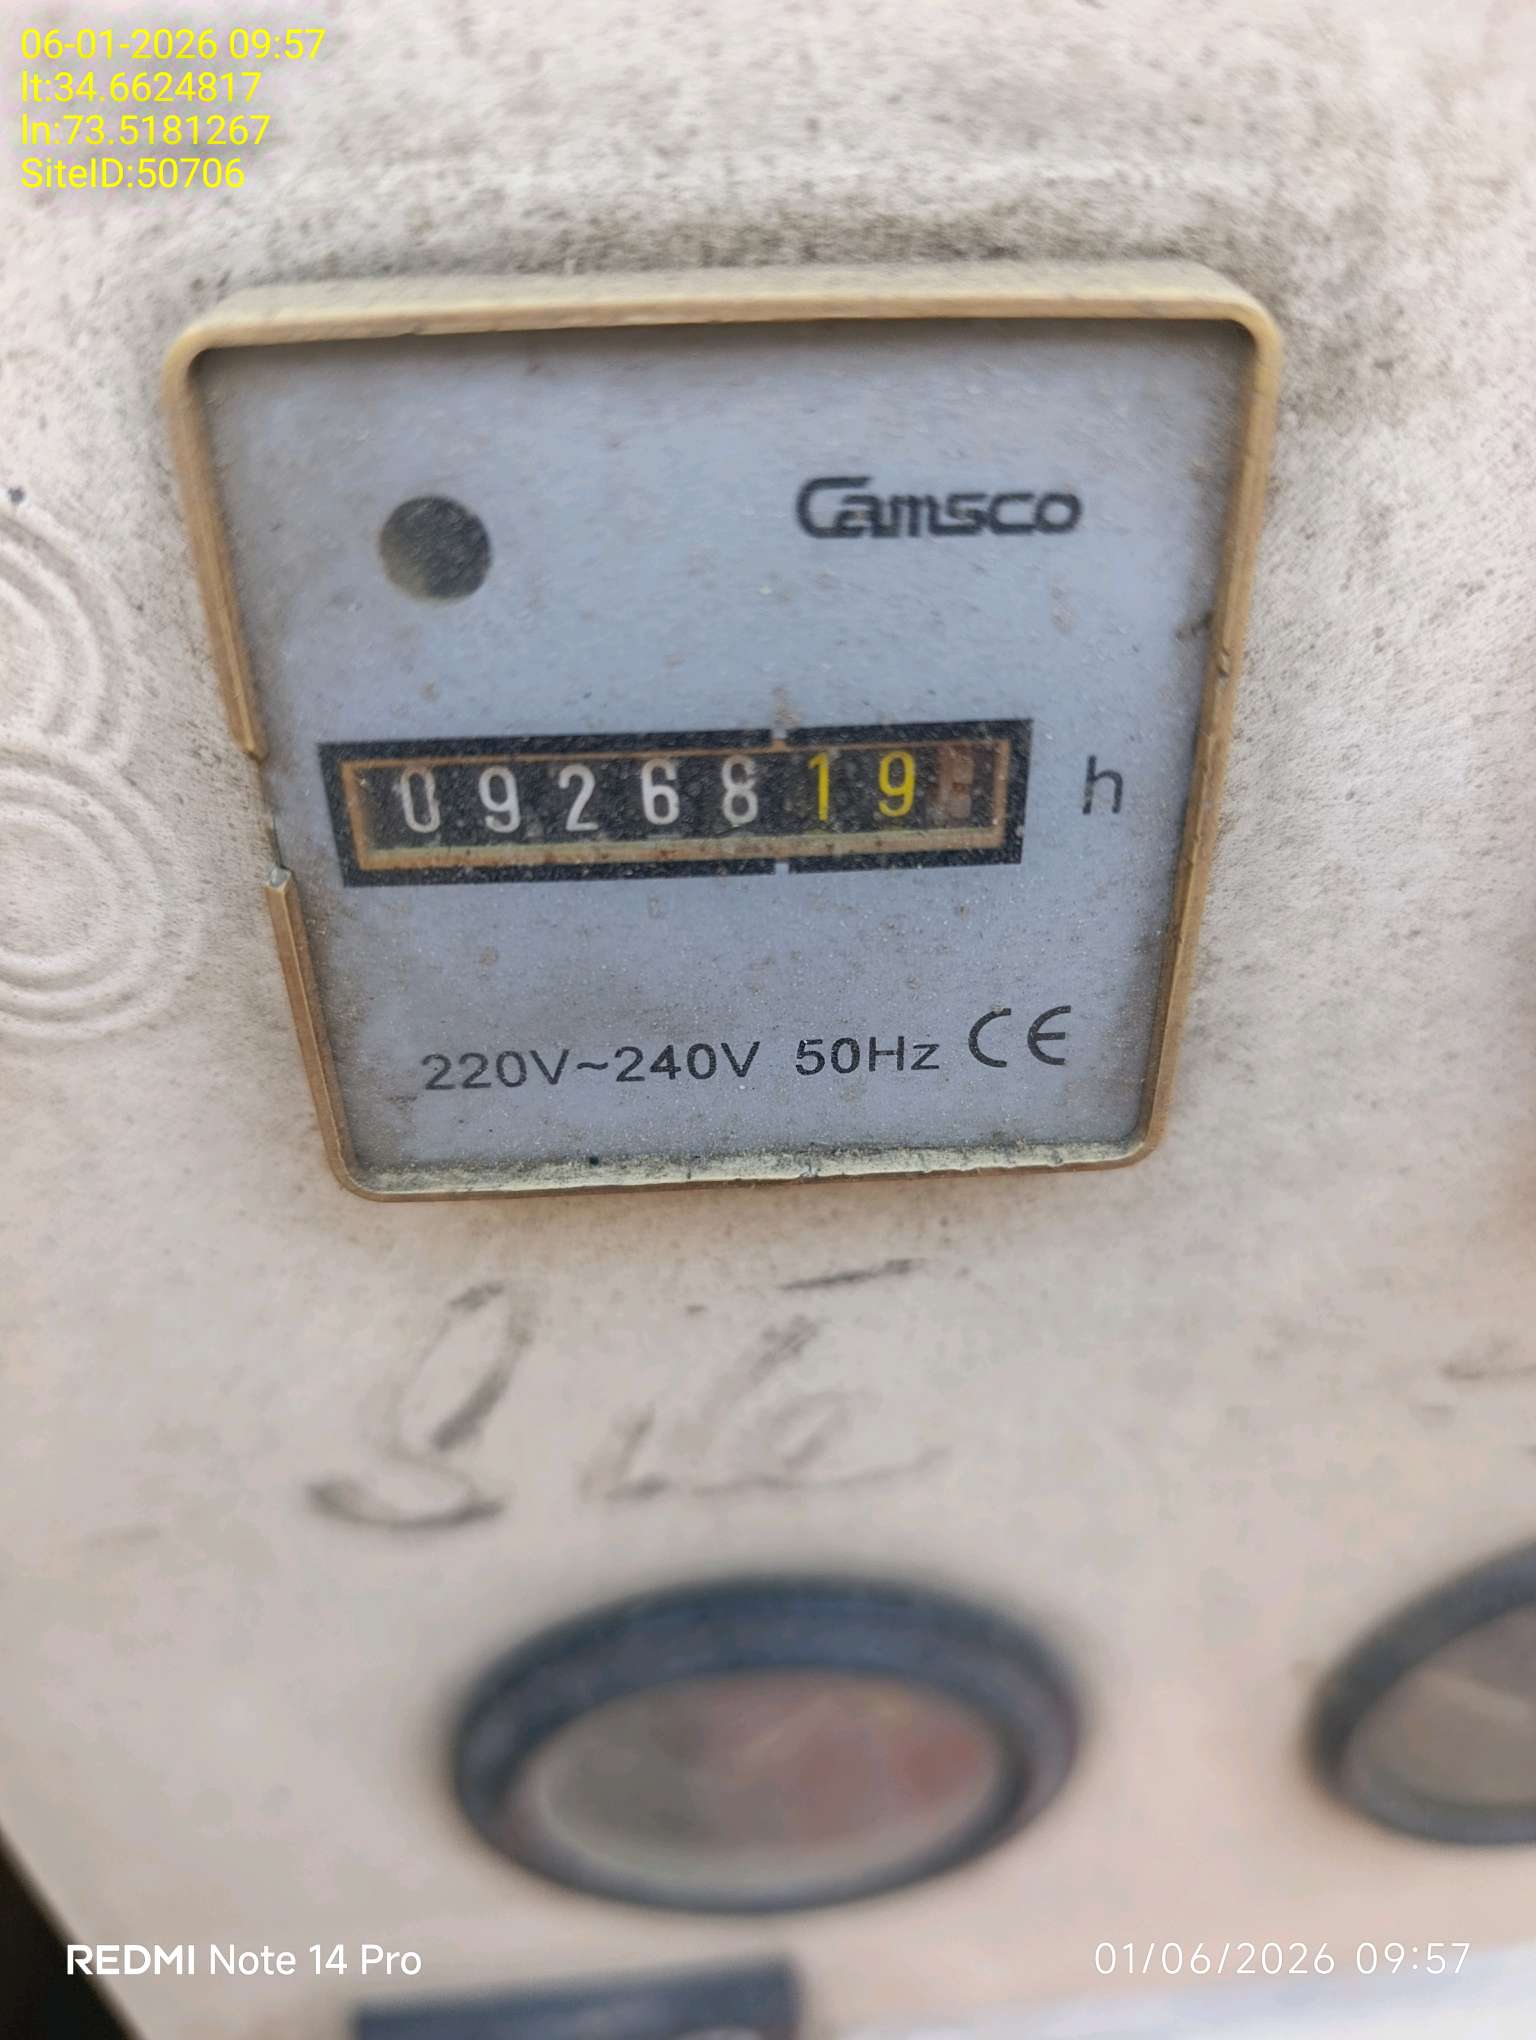 06-01-2026 09:57
lt:34.6624817
ln:73.5181267
SiteID:50706
Camsco
0926819 h
220V~240V 50Hz CE
REDMI Note 14 Pro
01/06/2026 09:57